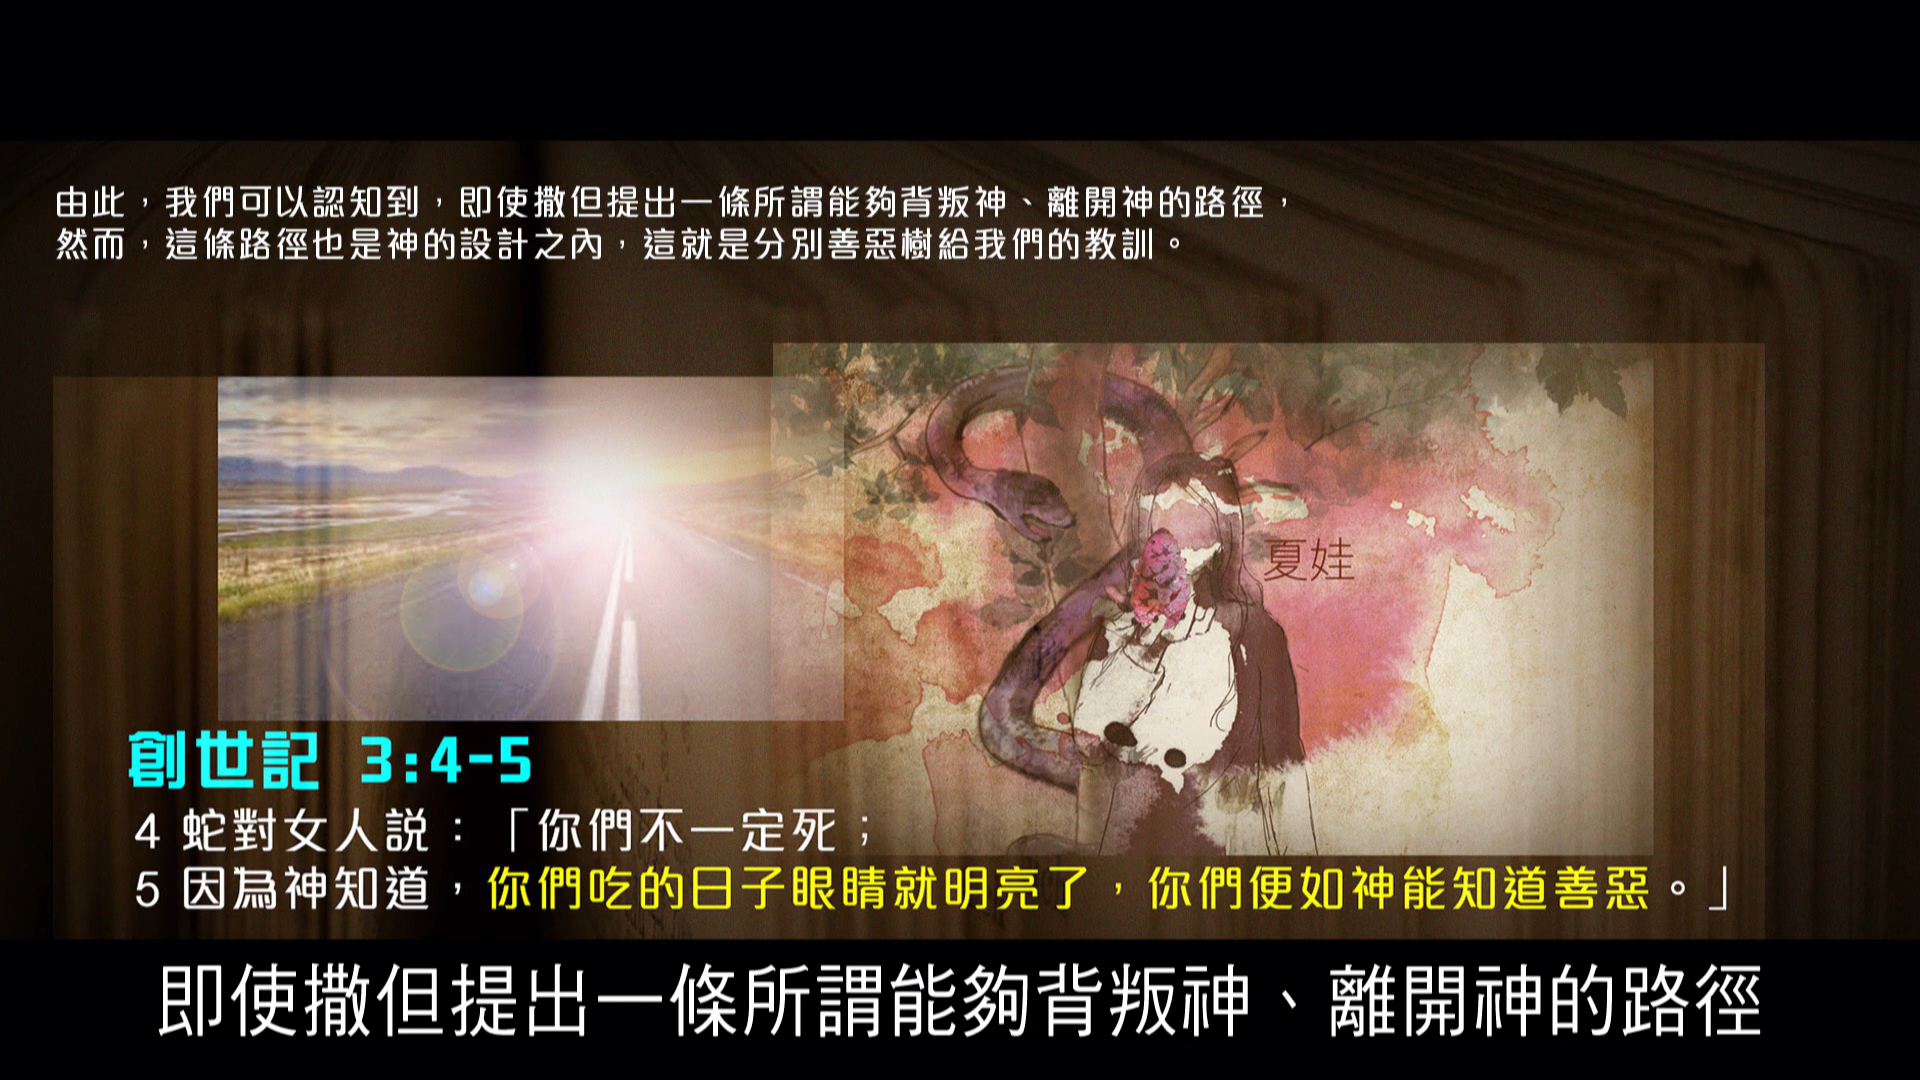 由此，我們可以認知到，即使撒但提出一條所謂能夠背叛神、離開神的路徑，
然而，這條路徑也是神的設計之內，這就是分別善惡樹給我們的教訓。
夏娃
創世記 3:4-5
4 蛇對女人說：「你們不一定死；
5 因為神知道，你們吃的日子眼睛就明亮了，你們便如神能知道善惡。」
即使撒但提出一條所謂能夠背叛神、離開神的路徑